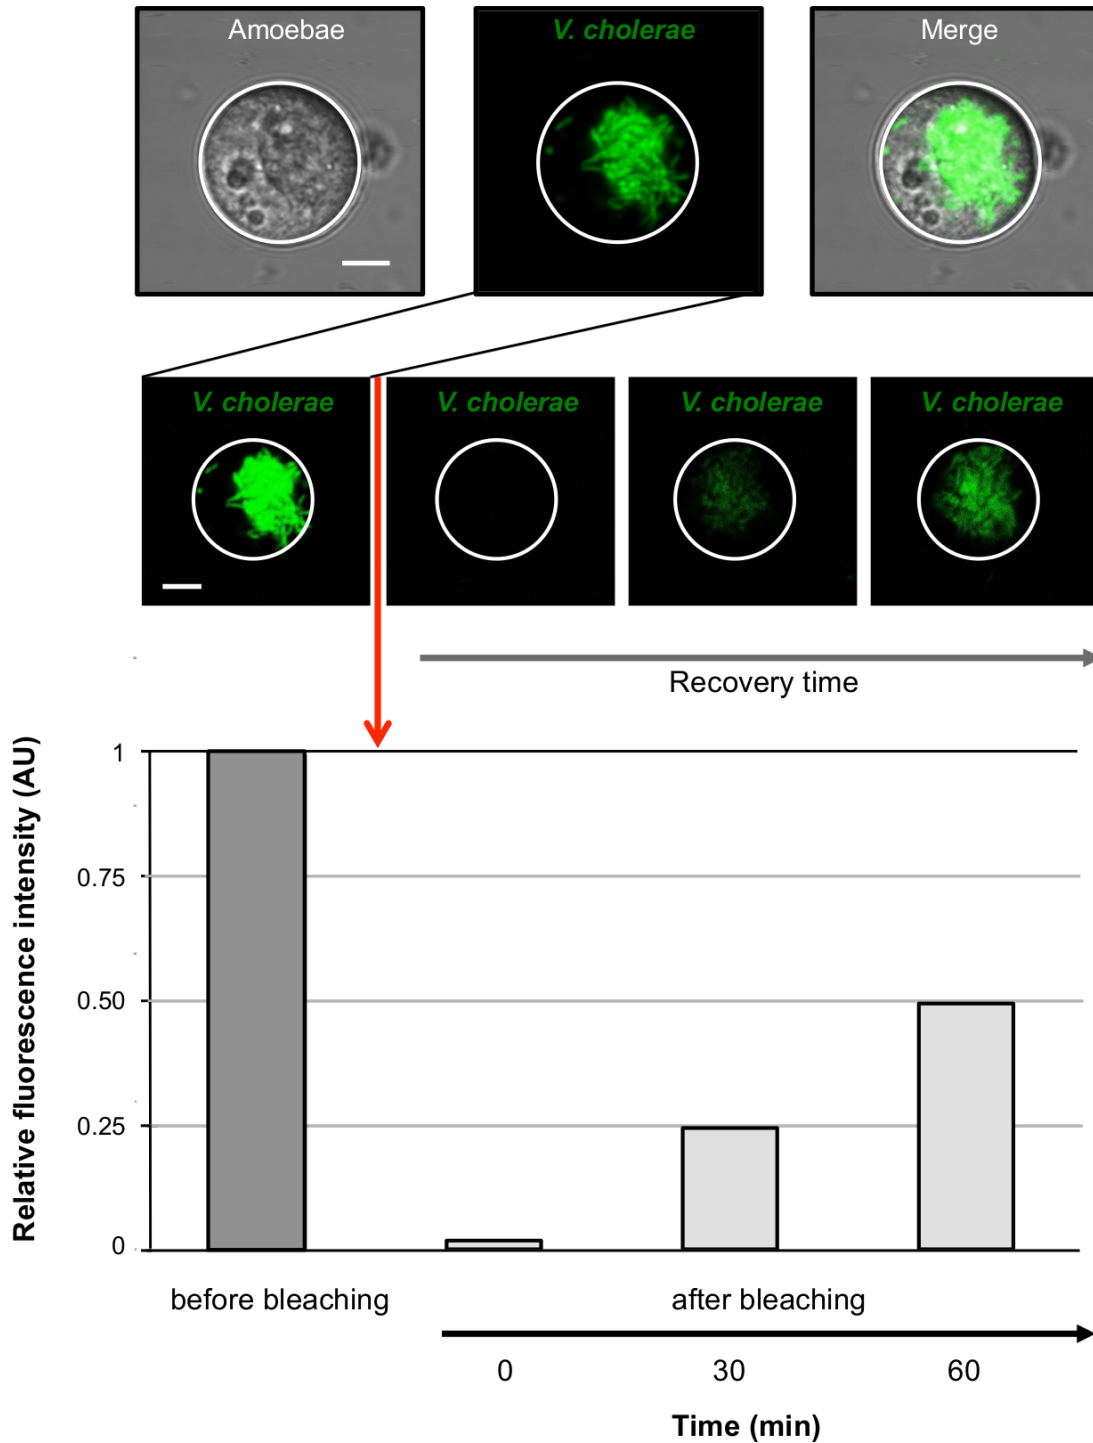 Amoebae
V. cholerae
Merge
V. cholerae
V. cholerae
V. cholerae
V. cholerae
Recovery time
Relative fluorescence intensity (AU)
1
0.75
0.50
0.25
0
before bleaching
after bleaching
0
30
60
Time (min)